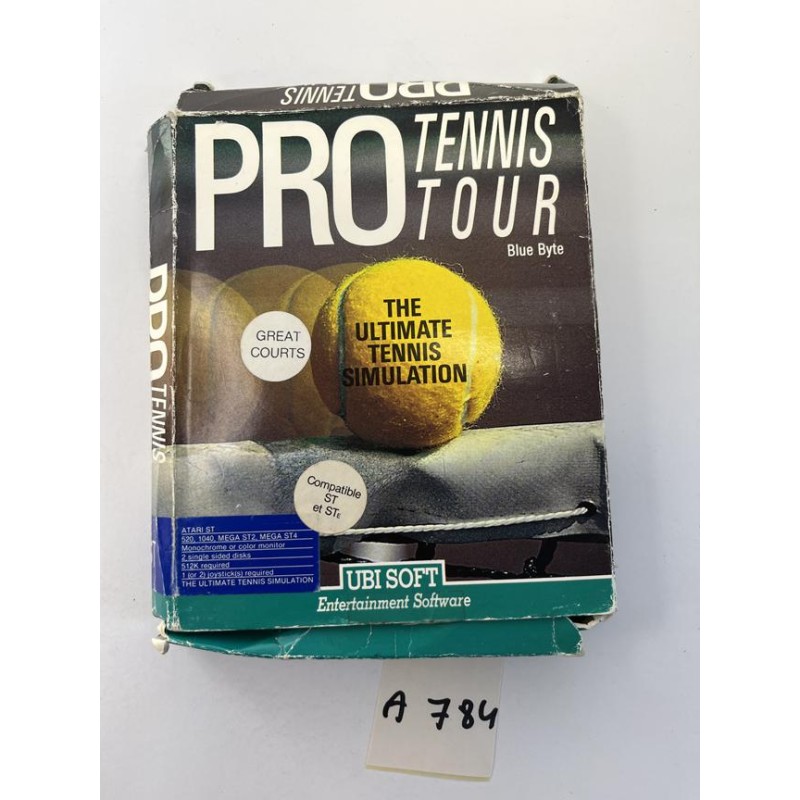 PRO TENNIS
PRO TENNIS
TOUR
Blue Byte
THE
ULTIMATE
TENNIS
SIMULATION
GREAT
COURTS
PRO TENNIS
Compatible
ST
et STE
ATARI ST
520, 1040, MEGA ST2, MEGA ST4
Monochrome or color monitor
2 single sided disks
512K required
1 (or 2) joystick(s) required
THE ULTIMATE TENNIS SIMULATION
UBI SOFT
Entertainment Software
A 784